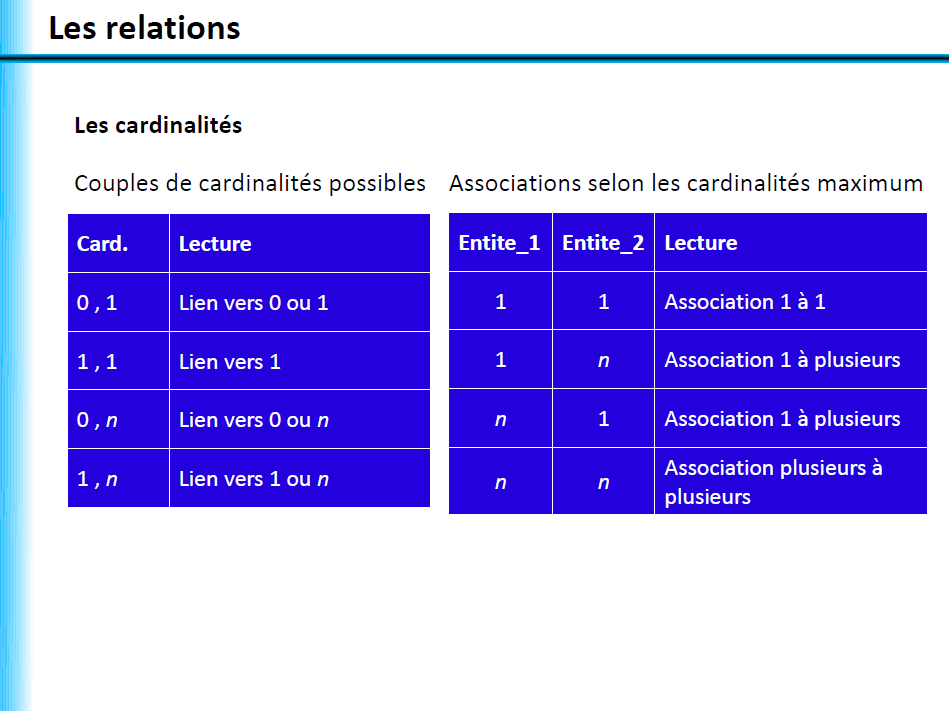 Les relations
Les cardinalités
Couples de cardinalités possibles
Card. Lecture
0 , 1 Lien vers 0 ou 1
1 , 1 Lien vers 1
0 , n Lien vers 0 ou n
1 , n Lien vers 1 ou n
Associations selon les cardinalités maximum
Entite_1 Entite_2 Lecture
1 1 Association 1 à 1
1 n Association 1 à plusieurs
n 1 Association 1 à plusieurs
n n Association plusieurs à
plusieurs